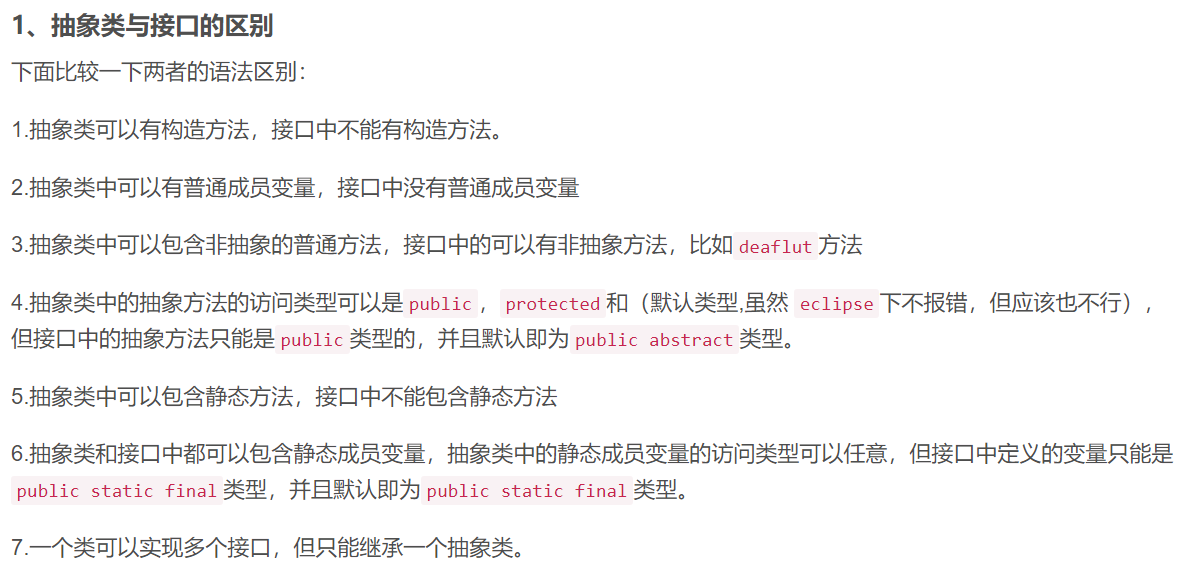 1、抽象类与接口的区别
下面比较一下两者的语法区别：
1.抽象类可以有构造方法，接口中不能有构造方法。
2.抽象类中可以有普通成员变量，接口中没有普通成员变量
3.抽象类中可以包含非抽象的普通方法，接口中的可以有非抽象方法，比如deaflut方法
4.抽象类中的抽象方法的访问类型可以是public，protected和（默认类型,虽然 eclipse下不报错，但应该也不行），
但接口中的抽象方法只能是public类型的，并且默认即为public abstract类型。
5.抽象类中可以包含静态方法，接口中不能包含静态方法
6.抽象类和接口中都可以包含静态成员变量，抽象类中的静态成员变量的访问类型可以任意，但接口中定义的变量只能是
public static final类型，并且默认即为public static final类型。
7.一个类可以实现多个接口，但只能继承一个抽象类。